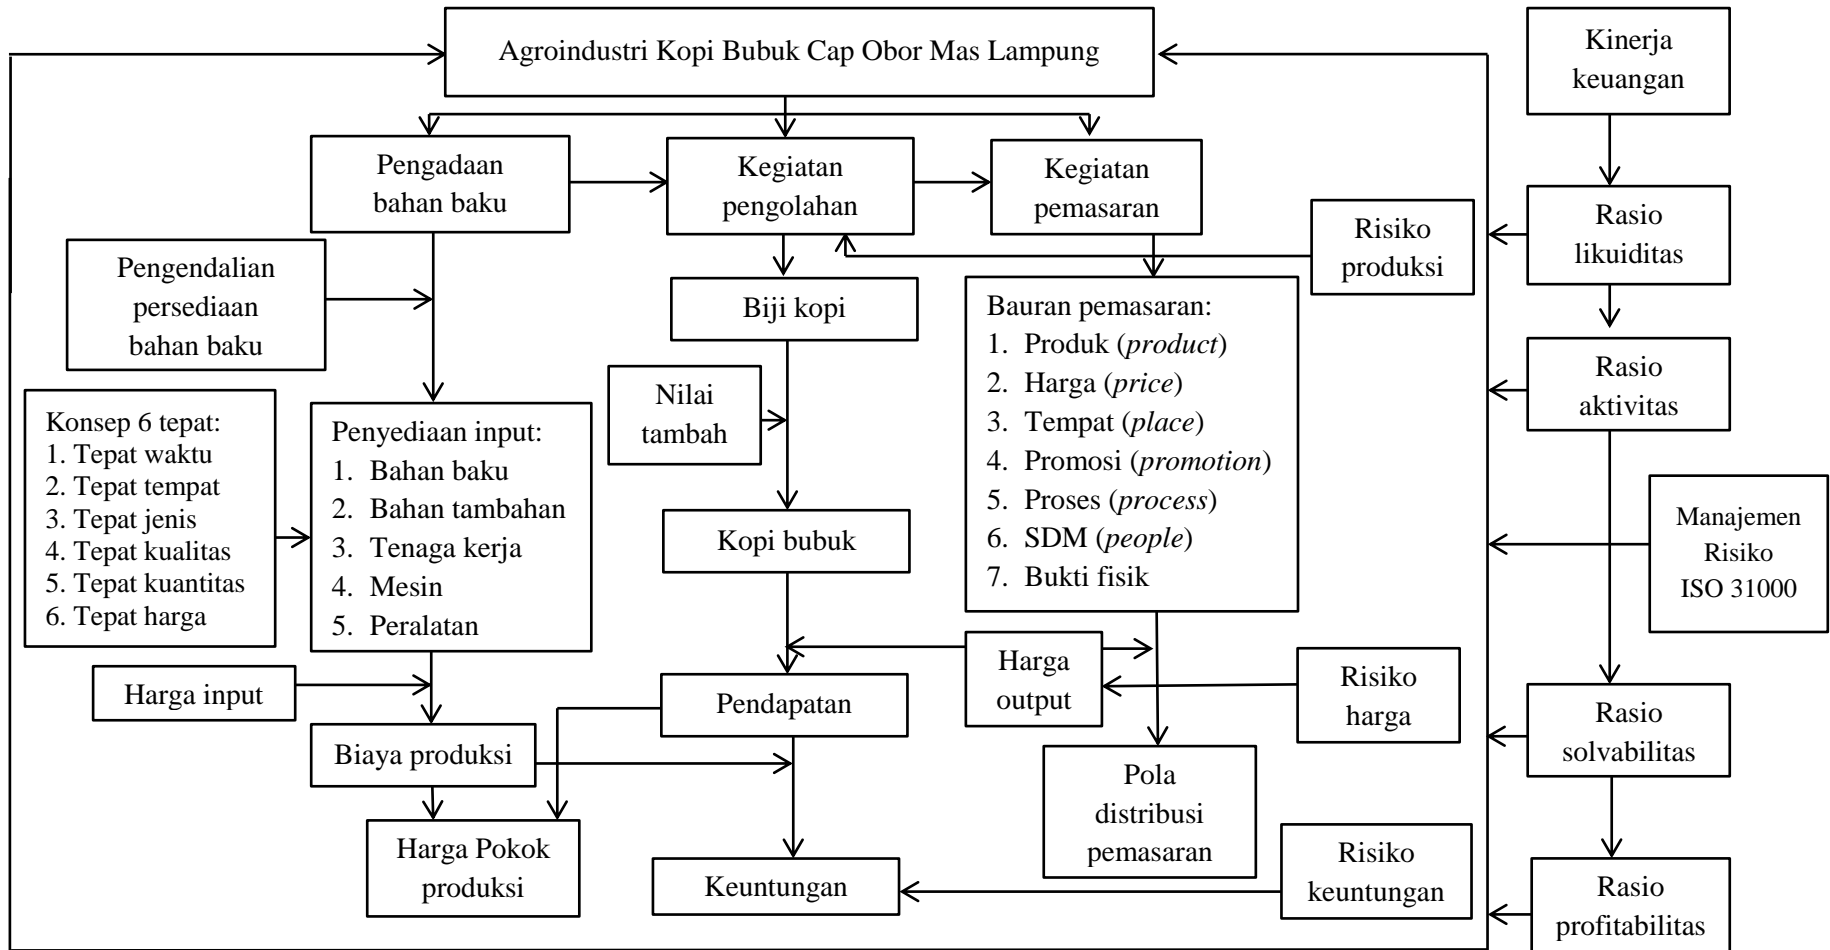 Agroindustri Kopi Bubuk Cap Obor Mas Lampung
Kinerja
keuangan
Pengadaan
bahan baku
Kegiatan
pengolahan
Kegiatan
pemasaran
Risiko
produksi
Rasio
likuiditas
Pengendalian
persediaan
bahan baku
Biji kopi
Bauran pemasaran:
1. Produk (product)
2. Harga (price)
3. Tempat (place)
4. Promosi (promotion)
5. Proses (process)
6. SDM (people)
7. Bukti fisik
Rasio
aktivitas
Nilai
tambah
Konsep 6 tepat:
1. Tepat waktu
2. Tepat tempat
3. Tepat jenis
4. Tepat kualitas
5. Tepat kuantitas
6. Tepat harga
Penyediaan input:
1. Bahan baku
2. Bahan tambahan
3. Tenaga kerja
4. Mesin
5. Peralatan
Kopi bubuk
Manajemen
Risiko
ISO 31000
Harga input
Pendapatan
Harga
output
Risiko
harga
Rasio
solvabilitas
Biaya produksi
Pola
distribusi
pemasaran
Harga Pokok
produksi
Keuntungan
Risiko
keuntungan
Rasio
profitabilitas